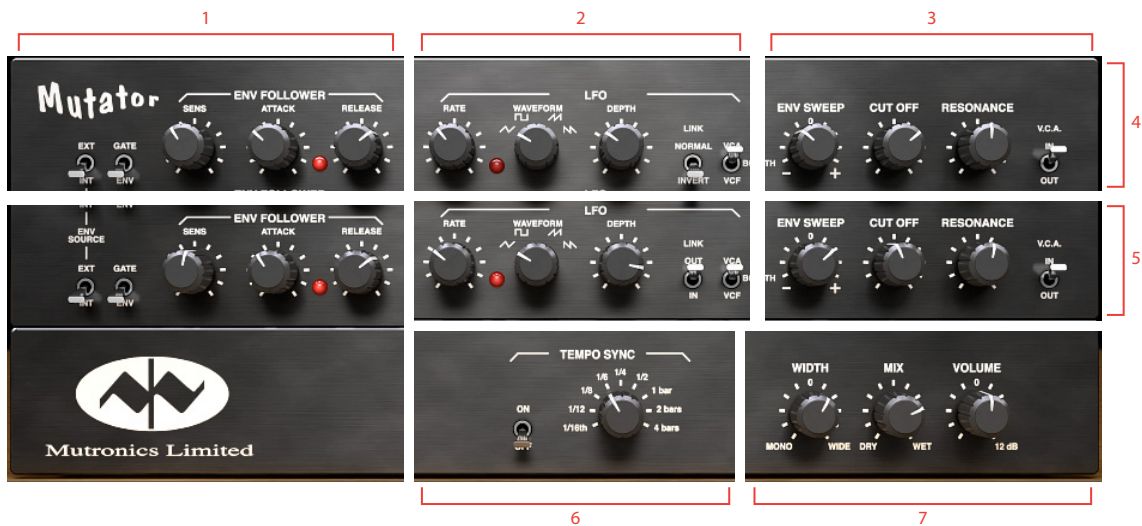 1
2
3
Mutator
ENV FOLLOWER
SENS ATTACK RELEASE
EXT GATE
INT ENV
LFO
RATE WAVEFORM DEPTH
LINK
NORMAL VCA
BOTH
INVERT VCF
ENV SWEEP CUT OFF RESONANCE
0
- +
V.C.A.
IN
OUT
4
ENV
SOURCE
ENV FOLLOWER
SENS ATTACK RELEASE
EXT GATE
INT ENV
LFO
RATE WAVEFORM DEPTH
LINK
OUT VCA
BOTH
IN VCF
ENV SWEEP CUT OFF RESONANCE
0
- +
V.C.A.
IN
OUT
5
Mutronics Limited
TEMPO SYNC
ON
OFF
1/16th 1/12 1/8 1/6 1/4 1/2 1 bar 2 bars 4 bars
WIDTH MIX VOLUME
0 0
MONO WIDE DRY WET 12 dB
6
7